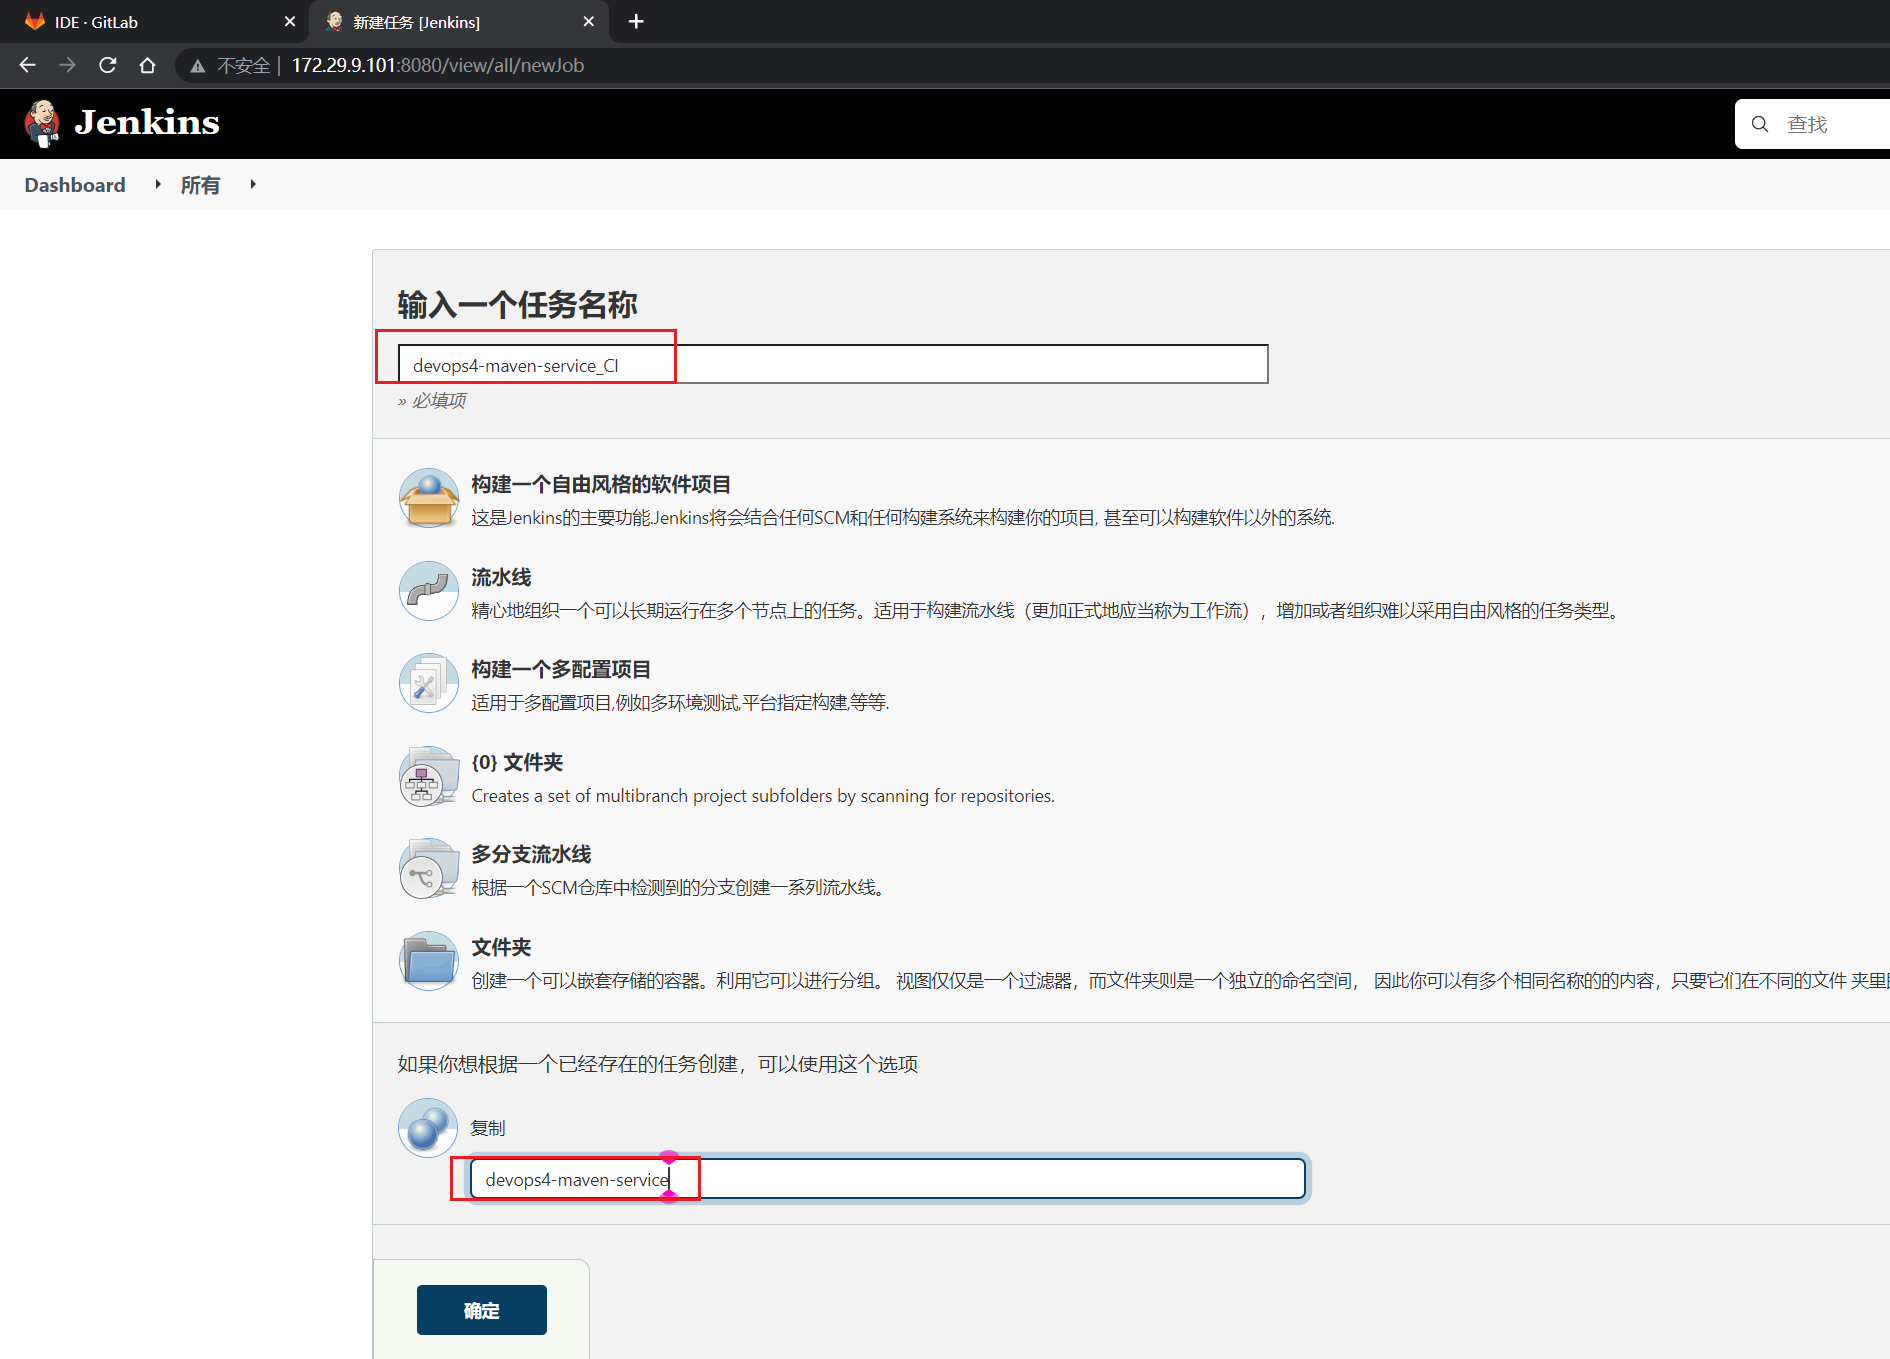 IDE · GitLab
新建任务 [Jenkins]
不安全 | 172.29.9.101:8080/view/all/newJob
Jenkins
查找
Dashboard
所有
输入一个任务名称
devops4-maven-service_CI
» 必填项
构建一个自由风格的软件项目
这是Jenkins的主要功能.Jenkins将会结合任何SCM和任何构建系统来构建你的项目, 甚至可以构建软件以外的系统.
流水线
精心地组织一个可以长期运行在多个节点上的任务。适用于构建流水线（更加正式地应当称为工作流），增加或者组织难以采用自由风格的任务类型。
构建一个多配置项目
适用于多配置项目,例如多环境测试,平台指定构建,等等.
{0} 文件夹
Creates a set of multibranch project subfolders by scanning for repositories.
多分支流水线
根据一个SCM仓库中检测到的分支创建一系列流水线。
文件夹
创建一个可以嵌套存储的容器。利用它可以进行分组。 视图仅仅是一个过滤器，而文件夹则是一个独立的命名空间， 因此你可以有多个相同名称的的内容，只要它们在不同的文件 夹里
如果你想根据一个已经存在的任务创建，可以使用这个选项
复制
devops4-maven-service
确定